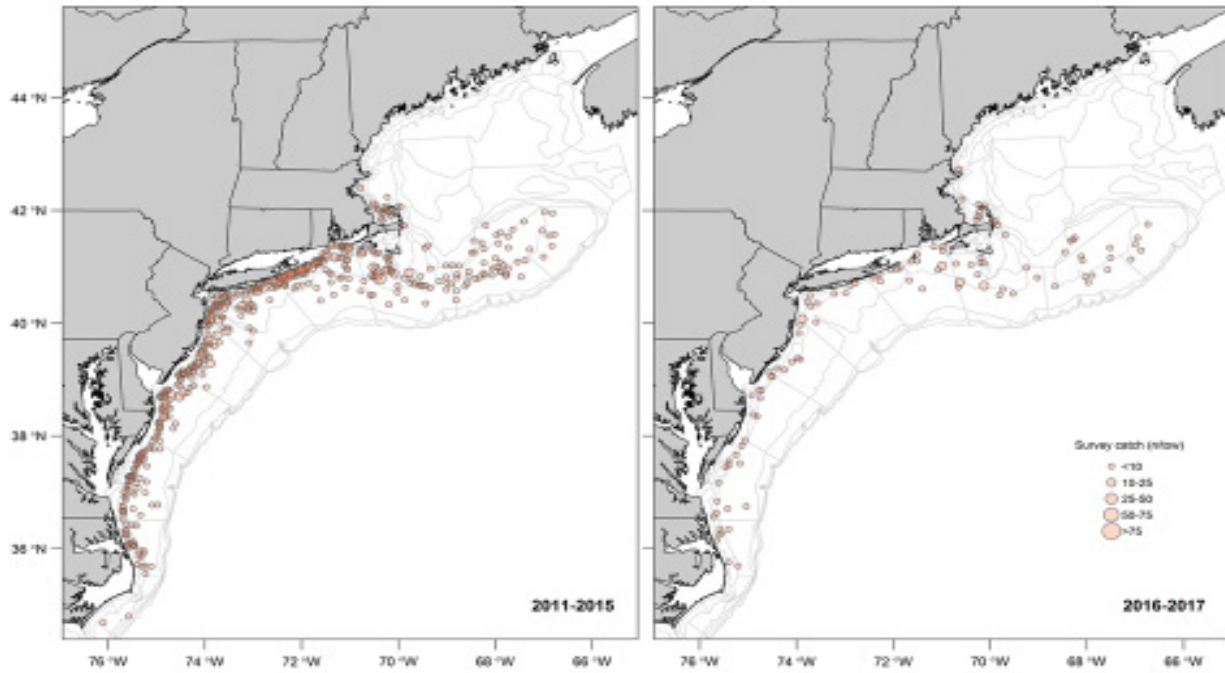 44 °N
42 °N
40 °N
38 °N
36 °N
2011-2015
76 °W
74 °W
72 °W
70 °W
68 °W
66 °W
Survey catch (n/tow)
<10
10-25
25-50
50-75
>75
2016-2017
76 °W
74 °W
72 °W
70 °W
68 °W
66 °W